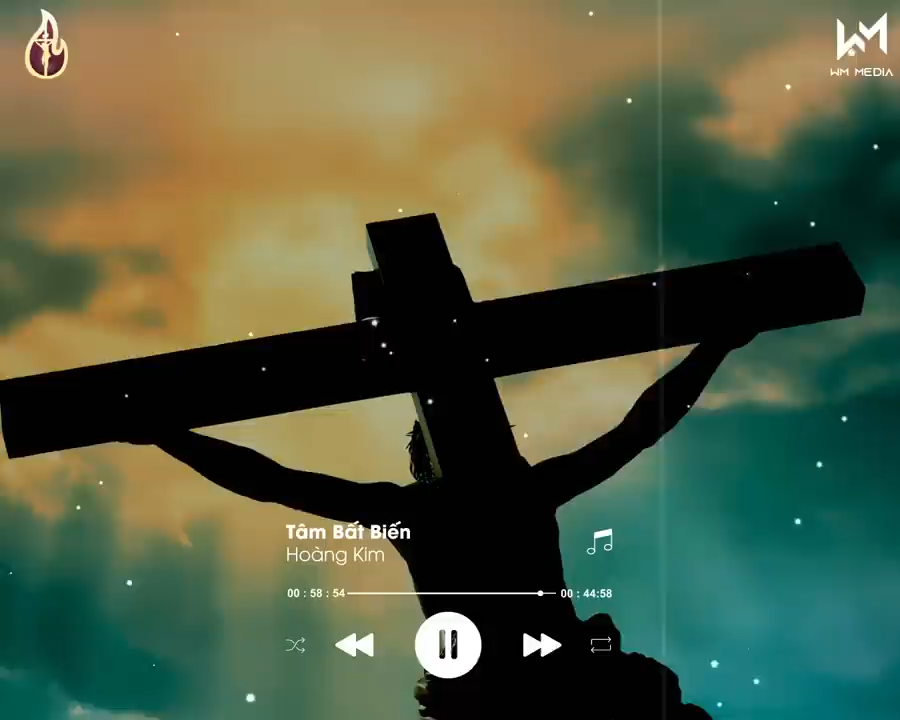 WM MEDIA
Tâm Bất Biến
Hoàng Kim
00 : 58 : 54
00 : 44:58